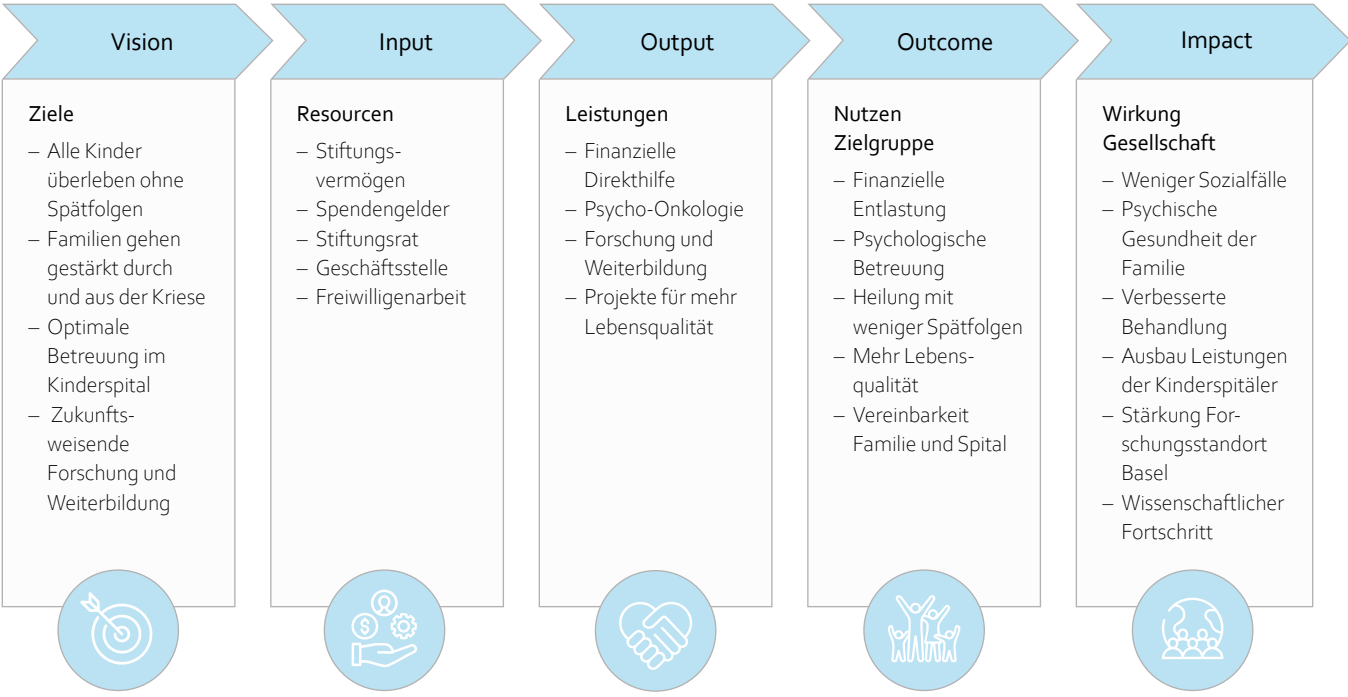 Vision
Input
Output
Outcome
Impact
Ziele
– Alle Kinder
überleben ohne
Spätfolgen
– Familien gehen
gestärkt durch
und aus der Kriese
– Optimale
Betreuung im
Kinderspital
– Zukunfts-
weisende
Forschung und
Weiterbildung
Resourcen
– Stiftungs-
vermögen
– Spendengelder
– Stiftungsrat
– Geschäftsstelle
– Freiwilligenarbeit
Leistungen
– Finanzielle
Direkthilfe
– Psycho-Onkologie
– Forschung und
Weiterbildung
– Projekte für mehr
Lebensqualität
Nutzen
Zielgruppe
– Finanzielle
Entlastung
– Psychologische
Betreuung
– Heilung mit
weniger Spätfolgen
– Mehr Lebens-
qualität
– Vereinbarkeit
Familie und Spital
Wirkung
Gesellschaft
– Weniger Sozialfälle
– Psychische
Gesundheit der
Familie
– Verbesserte
Behandlung
– Ausbau Leistungen
der Kinderspitäler
– Stärkung For-
schungsstandort
Basel
– Wissenschaftlicher
Fortschritt
$